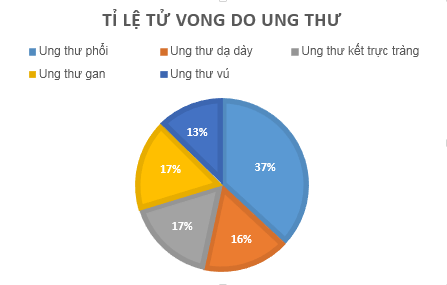 TỈ LỆ TỬ VONG DO UNG THƯ
Ung thư phổi Ung thư dạ dày Ung thư kết trực tràng
Ung thư gan Ung thư vú
13%
37%
17%
17%
16%